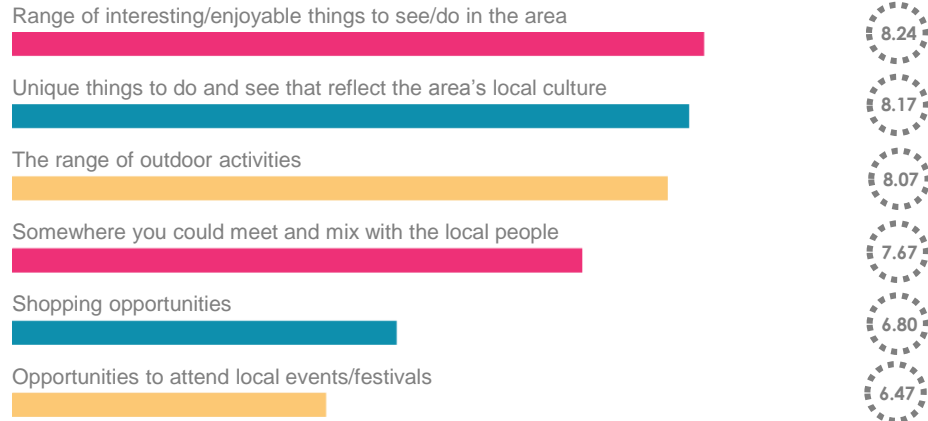 Range of interesting/enjoyable things to see/do in the area
8.24
Unique things to do and see that reflect the area’s local culture
8.17
The range of outdoor activities
8.07
Somewhere you could meet and mix with the local people
7.67
Shopping opportunities
6.80
Opportunities to attend local events/festivals
6.47